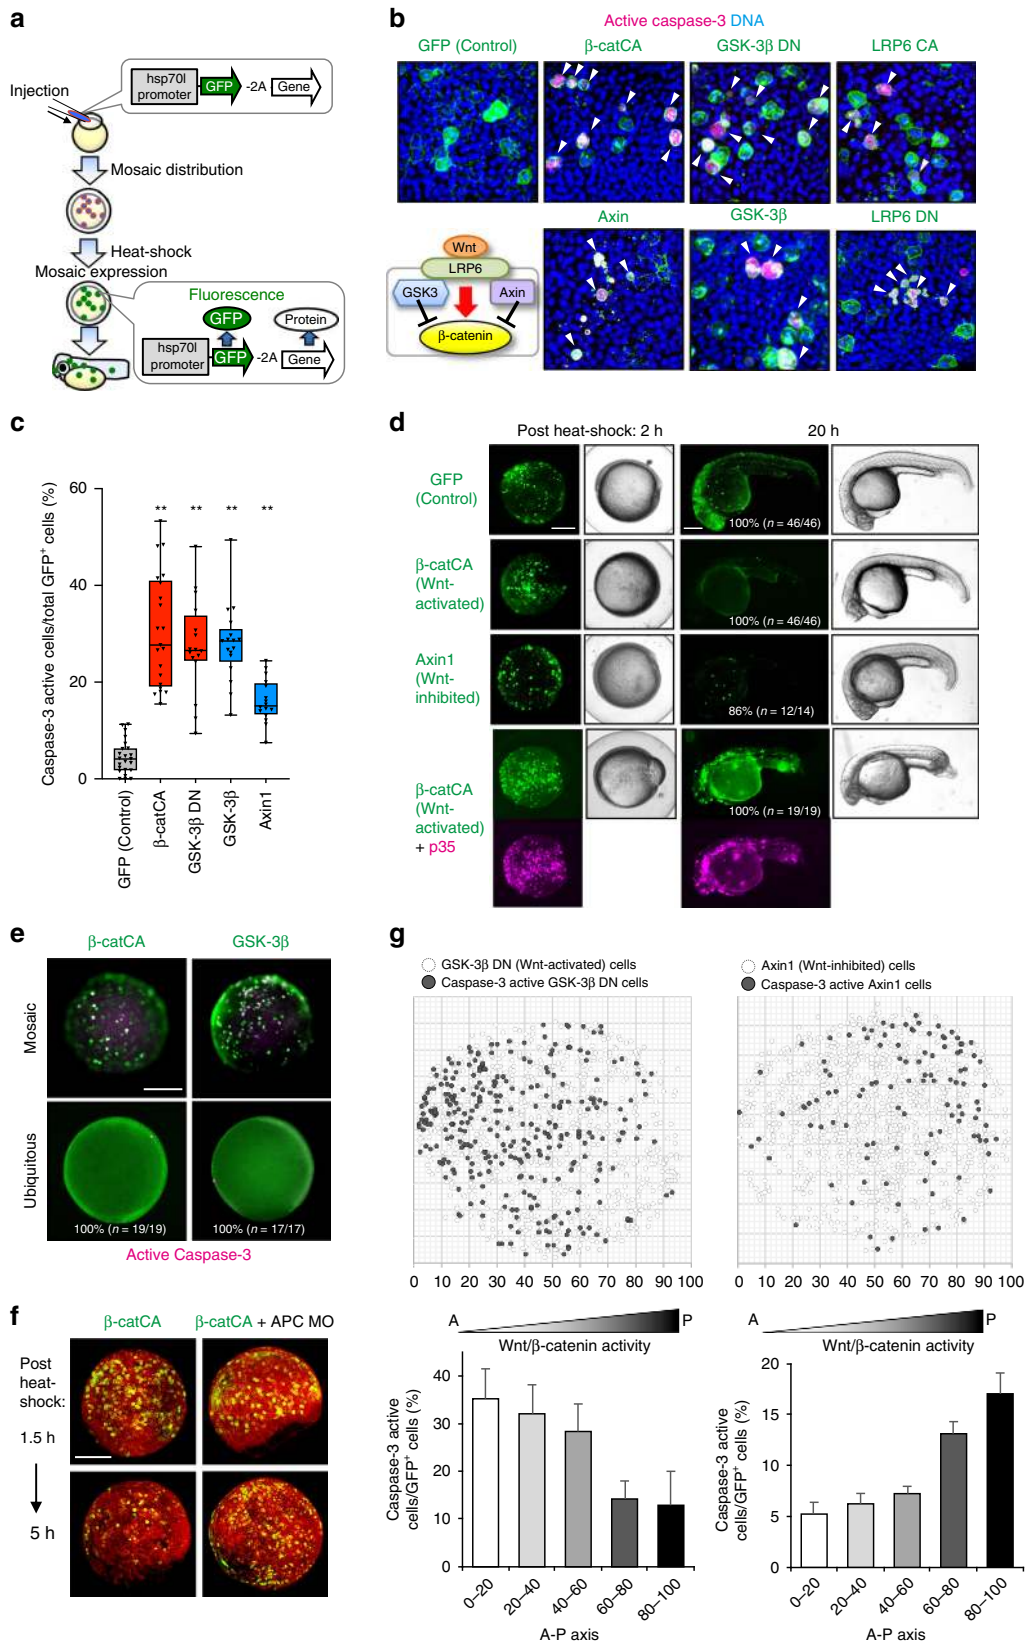 a
Injection
hsp70l promoter GFP -2A Gene
Mosaic distribution
Heat-shock
Mosaic expression
Fluorescence
GFP
Protein
hsp70l promoter GFP -2A Gene
b
Active caspase-3 DNA
GFP (Control) β-catCA GSK-3β DN LRP6 CA
Axin GSK-3β LRP6 DN
Wnt
LRP6
GSK3 Axin
β-catenin
c
Caspase-3 active cells/total GFP+ cells (%)
60
40
20
0
** ** ** **
GFP (Control)
β-catCA
GSK-3β DN
GSK-3β
Axin1
d
Post heat-shock: 2 h 20 h
GFP
(Control)
100% (n = 46/46)
β-catCA
(Wnt-
activated)
100% (n = 46/46)
Axin1
(Wnt-
inhibited)
86% (n = 12/14)
β-catCA
(Wnt-
activated)
+ p35
100% (n = 19/19)
e
β-catCA GSK-3β
Mosaic
Ubiquitous
100% (n = 19/19) 100% (n = 17/17)
Active Caspase-3
f
β-catCA β-catCA + APC MO
Post
heat-
shock:
1.5 h
5 h
g
GSK-3β DN (Wnt-activated) cells
Caspase-3 active GSK-3β DN cells
0 10 20 30 40 50 60 70 80 90 100
A P
Wnt/β-catenin activity
Caspase-3 active
cells/GFP+ cells (%)
40
30
20
10
0
0–20 20–40 40–60 60–80 80–100
A-P axis
Axin1 (Wnt-inhibited) cells
Caspase-3 active Axin1 cells
0 10 20 30 40 50 60 70 80 90 100
A P
Wnt/β-catenin activity
Caspase-3 active
cells/GFP+ cells (%)
20
15
10
5
0
0–20 20–40 40–60 60–80 80–100
A-P axis